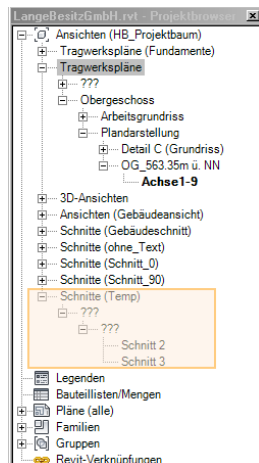 LangeBesitzGmbH.rvt - Projektbrowser
Ansichten (HB_Projektbaum)
Tragwerkspläne (Fundamente)
Tragwerkspläne
???
Obergeschoss
Arbeitsgrundriss
Plandarstellung
Detail C (Grundriss)
OG_563.35m ü. NN
Achse1-9
3D-Ansichten
Ansichten (Gebäudeansicht)
Schnitte (Gebäudeschnitt)
Schnitte (ohne_Text)
Schnitte (Schnitt_0)
Schnitte (Schnitt_90)
Schnitte (Temp)
???
???
Schnitt 2
Schnitt 3
Legenden
Bauteillisten/Mengen
Pläne (alle)
Familien
Gruppen
Revit-Verknüpfungen